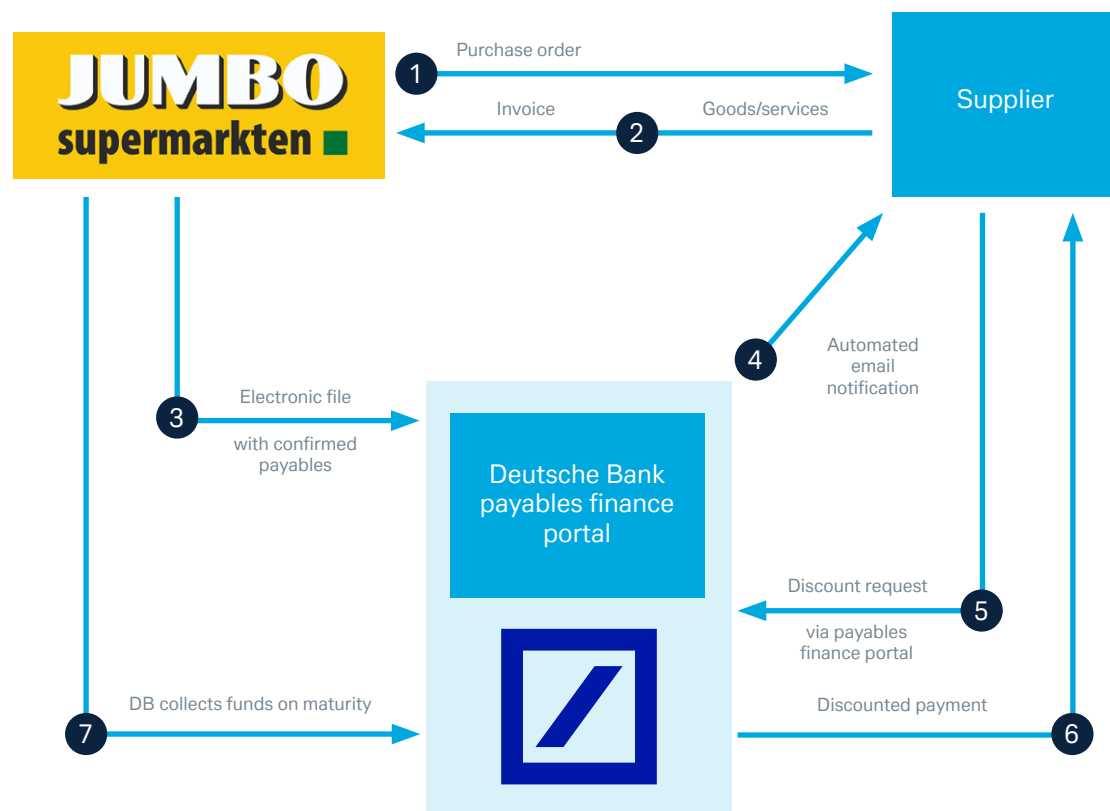 JUMBO
supermarkten
1
Purchase order
Supplier
Invoice
2
Goods/services
4
Automated
email
notification
3
Electronic file
with confirmed
payables
Deutsche Bank
payables finance
portal
Discount request
5
via payables
finance portal
7
DB collects funds on maturity
Discounted payment
6